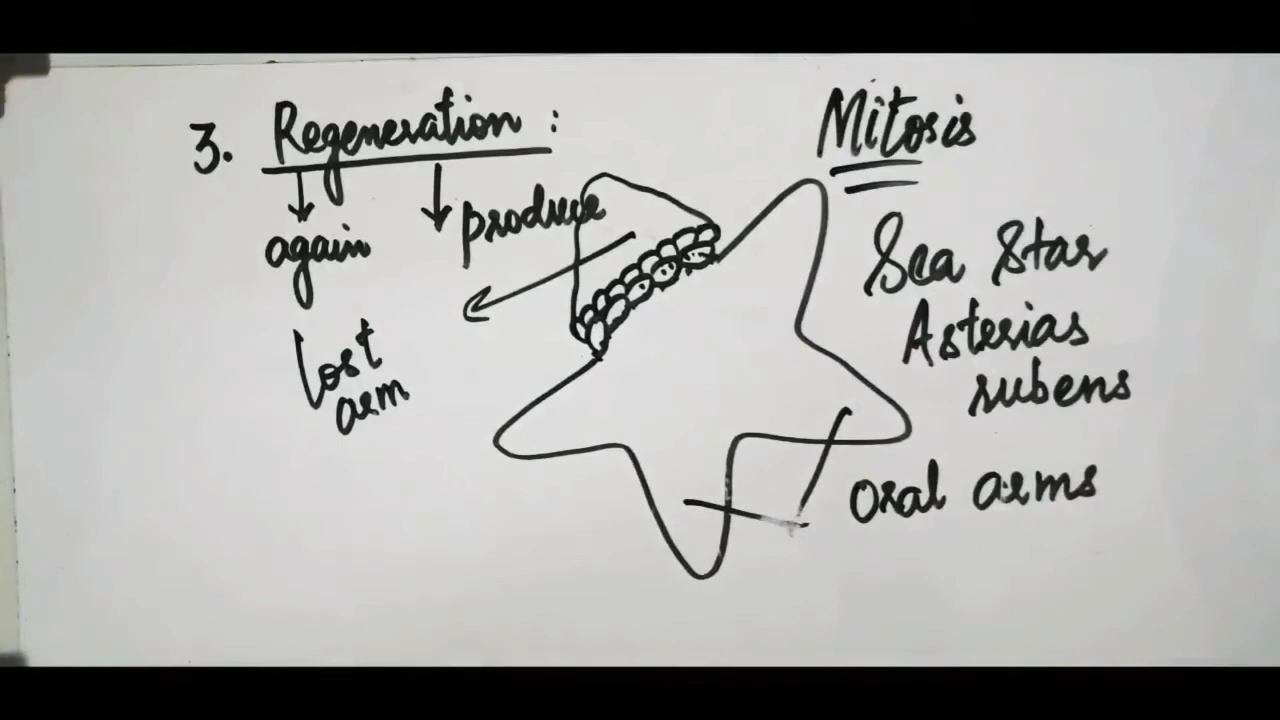 3. Regeneration :
again
produce
lost
arm
Mitosis
Sea Star
Asterias
rubens
oral arms